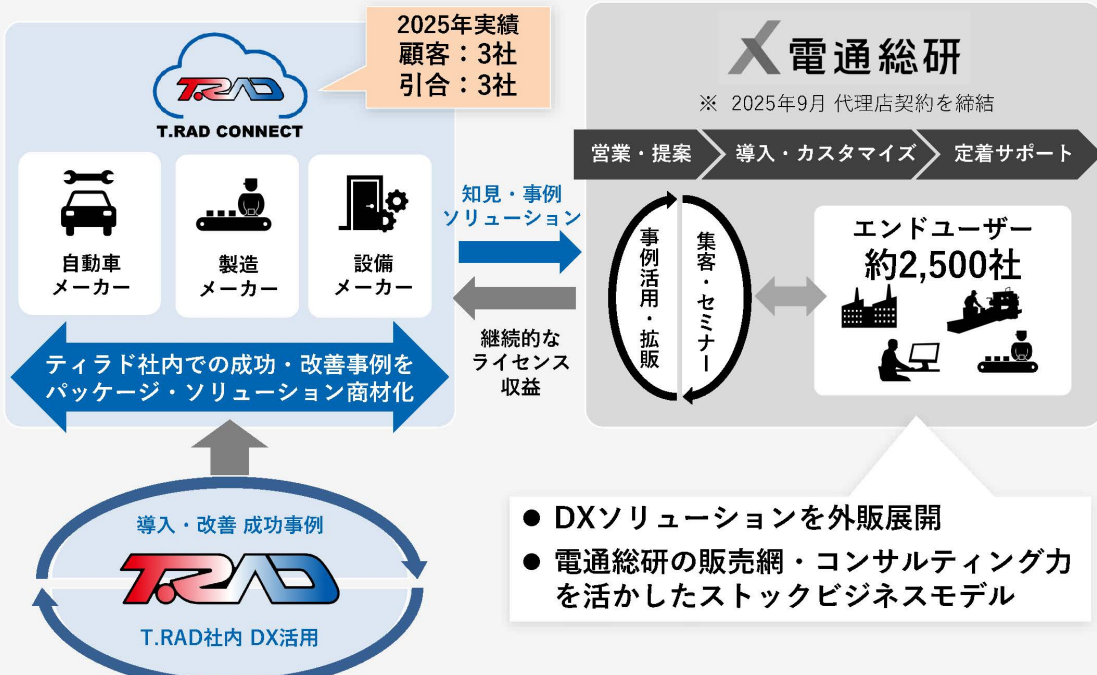 2025年実績
顧客：3社
引合：3社
T.RAD
T.RAD CONNECT
自動車
メーカー
製造
メーカー
設備
メーカー
ティラド社内での成功・改善事例を
パッケージ・ソリューション商材化
導入・改善 成功事例
T.RAD
T.RAD社内 DX活用
知見・事例
ソリューション
継続的な
ライセンス
収益
電通総研
※ 2025年9月 代理店契約を締結
営業・提案
導入・カスタマイズ
定着サポート
事例活用・拡販
集客・セミナー
エンドユーザー
約2,500社
● DXソリューションを外販展開
● 電通総研の販売網・コンサルティング力
を活かしたストックビジネスモデル